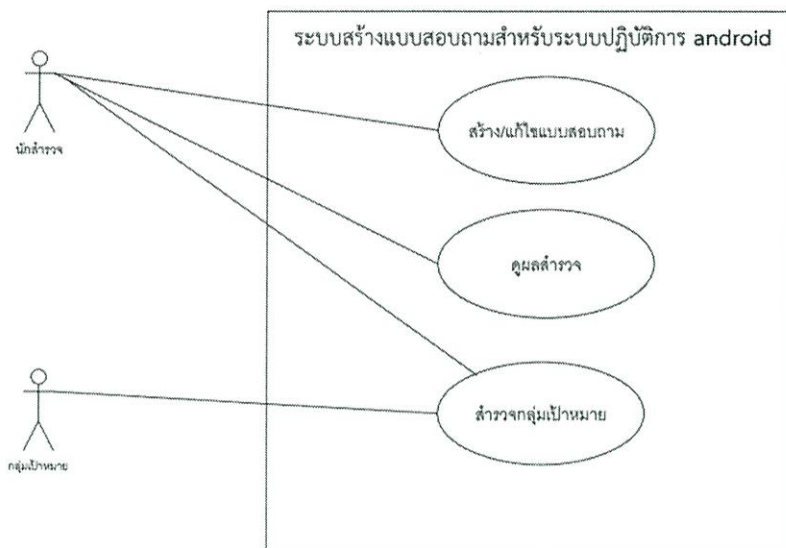 ระบบสร้างแบบสอบถามสำหรับระบบปฏิบัติการ android
สร้าง/แก้ไขแบบสอบถาม
นักสำรวจ
ดูผลสำรวจ
สำรวจกลุ่มเป้าหมาย
กลุ่มเป้าหมาย